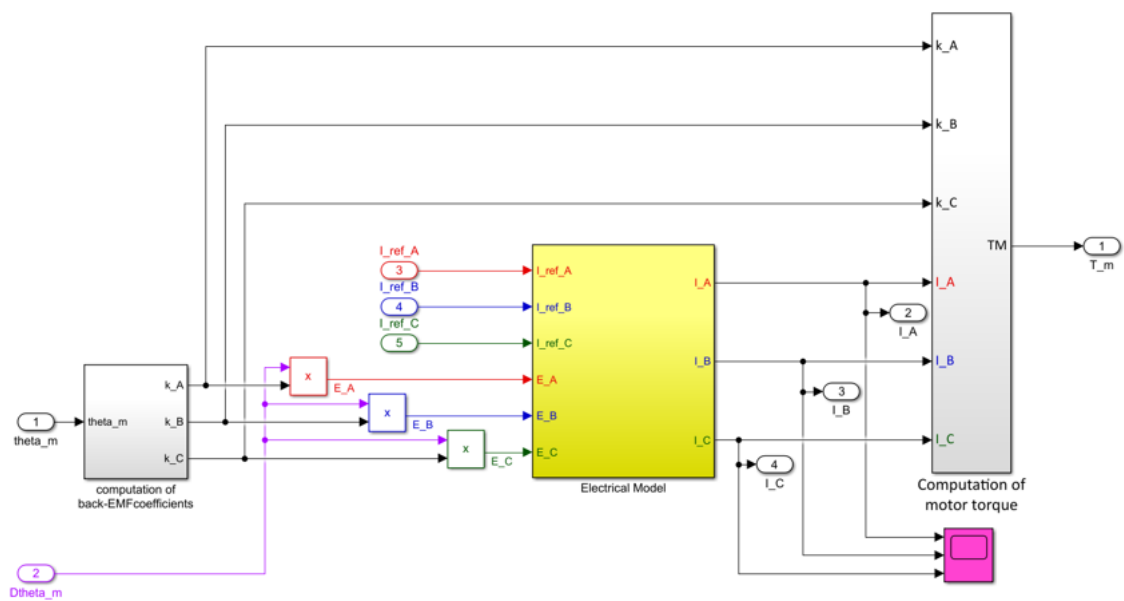 k_A
k_B
k_C
TM
1
T_m
I_ref_A
3
I_ref_A
I_A
I_A
I_ref_B
4
I_ref_B
2
I_A
I_ref_C
5
I_ref_C
k_A
x
E_A
E_A
I_B
I_B
3
I_B
1
theta_m
theta_m
k_B
x
E_B
E_B
k_C
x
E_C
E_C
I_C
I_C
4
I_C
computation of
back-EMFcoefficients
Electrical Model
Computation of
motor torque
2
Dtheta_m